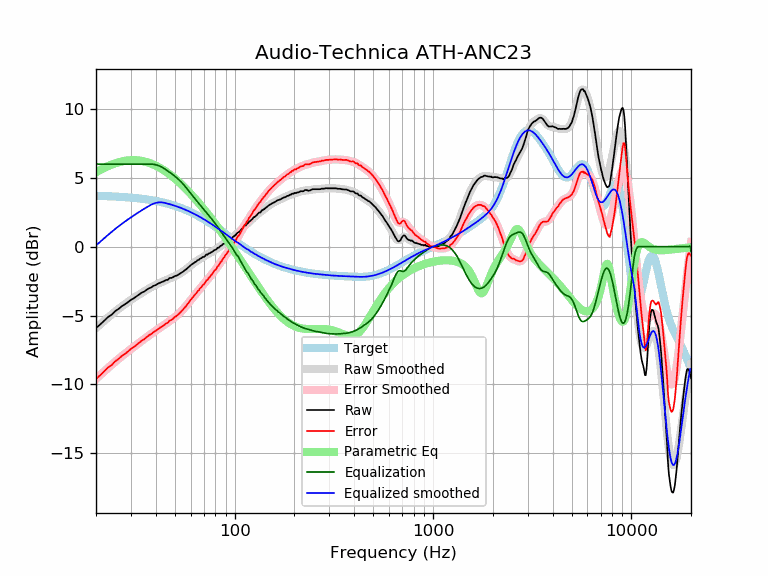 Audio-Technica ATH-ANC23
Amplitude (dBr)
10
5
0
−5
−10
−15
Target
Raw Smoothed
Error Smoothed
Raw
Error
Parametric Eq
Equalization
Equalized smoothed
100
1000
10000
Frequency (Hz)